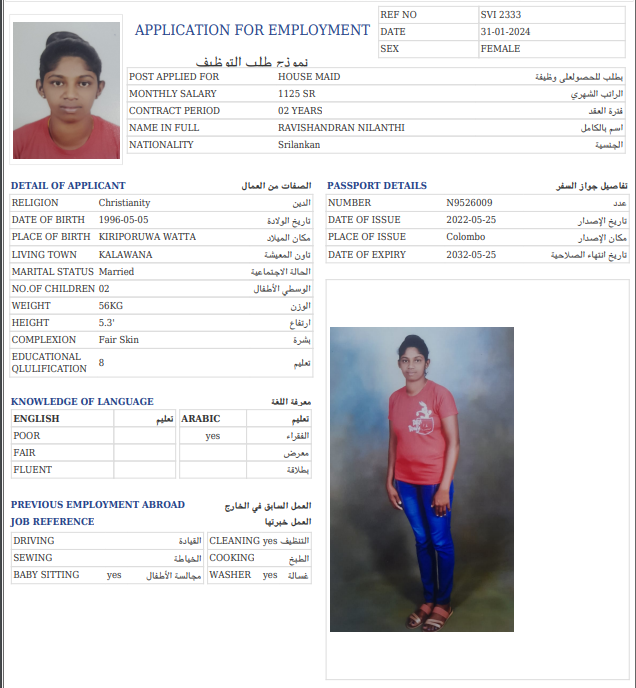 APPLICATION FOR EMPLOYMENT
نموذج طلب التوظيف
REF NO SVI 2333
DATE 31-01-2024
SEX FEMALE
POST APPLIED FOR HOUSE MAID بطلب للحصولعلى وظيفة
MONTHLY SALARY 1125 SR الراتب الشهري
CONTRACT PERIOD 02 YEARS فترة العقد
NAME IN FULL RAVISHANDRAN NILANTHI اسم بالكامل
NATIONALITY Srilankan الجنسية
DETAIL OF APPLICANT الصفات من العمال
RELIGION Christianity الدين
DATE OF BIRTH 1996-05-05 تاريخ الولادة
PLACE OF BIRTH KIRIPORUWA WATTA مكان الميلاد
LIVING TOWN KALAWANA تاون المعيشة
MARITAL STATUS Married الحالة الاجتماعية
NO.OF CHILDREN 02 الوسطي الأطفال
WEIGHT 56KG الوزن
HEIGHT 5.3' ارتفاع
COMPLEXION Fair Skin بشرة
EDUCATIONAL
QLULIFICATION 8 تعليم
PASSPORT DETAILS تفاصيل جواز السفر
NUMBER N9526009 عدد
DATE OF ISSUE 2022-05-25 تاريخ الإصدار
PLACE OF ISSUE Colombo مكان الإصدار
DATE OF EXPIRY 2032-05-25 تاريخ انتهاء الصلاحية
KNOWLEDGE OF LANGUAGE معرفة اللغة
ENGLISH تعليم ARABIC تعليم
POOR yes الفقراء
FAIR معرض
FLUENT بطلاقة
PREVIOUS EMPLOYMENT ABROAD العمل السابق في الخارج
JOB REFERENCE العمل خبرتها
DRIVING القيادة CLEANING yes التنظيف
SEWING الخياطة COOKING الطبخ
BABY SITTING yes مجالسة الأطفال WASHER yes غسالة